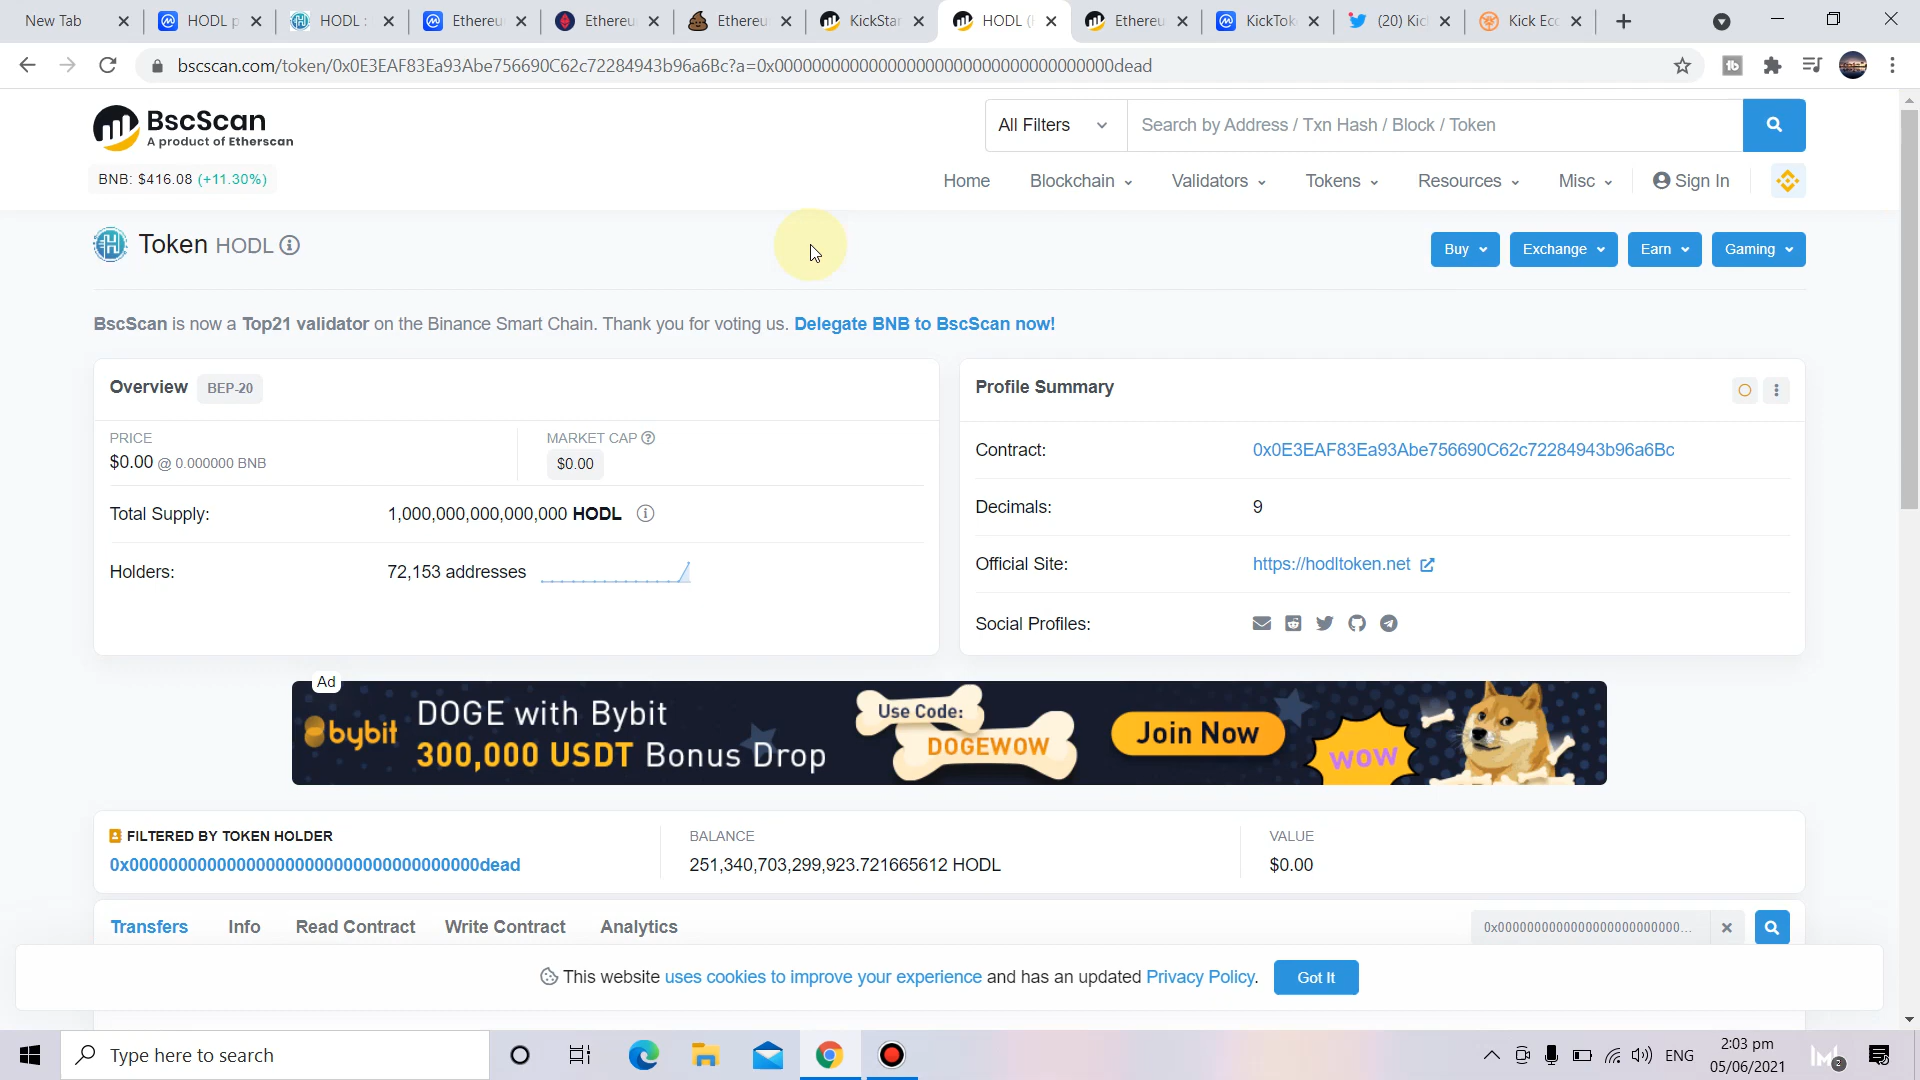 New Tab
HODL p
HODL :
Ethereu
Ethereu
Ethereu
KickStar
HODL (
Ethereu
KickTok
(20) Kic
Kick Eco
bscscan.com/token/0x0E3EAF83Ea93Abe756690C62c72284943b96a6Bc?a=0x000000000000000000000000000000000000dead
BscScan
A product of Etherscan
All Filters
Search by Address / Txn Hash / Block / Token
BNB: $416.08 (+11.30%)
Home
Blockchain
Validators
Tokens
Resources
Misc
Sign In
Token HODL
Buy
Exchange
Earn
Gaming
BscScan is now a Top21 validator on the Binance Smart Chain. Thank you for voting us. Delegate BNB to BscScan now!
Overview BEP-20
PRICE
$0.00 @ 0.000000 BNB
MARKET CAP
$0.00
Total Supply: 1,000,000,000,000,000 HODL
Holders: 72,153 addresses
Profile Summary
Contract: 0x0E3EAF83Ea93Abe756690C62c72284943b96a6Bc
Decimals: 9
Official Site: https://hodltoken.net
Social Profiles:
Ad
bybit
DOGE with Bybit
300,000 USDT Bonus Drop
Use Code:
DOGEWOW
Join Now
WOW
FILTERED BY TOKEN HOLDER
0x000000000000000000000000000000000000dead
BALANCE
251,340,703,299,923.721665612 HODL
VALUE
$0.00
Transfers
Info
Read Contract
Write Contract
Analytics
0x00000000000000000000000000...
This website uses cookies to improve your experience and has an updated Privacy Policy.
Got It
Type here to search
ENG
2:03 pm
05/06/2021
2